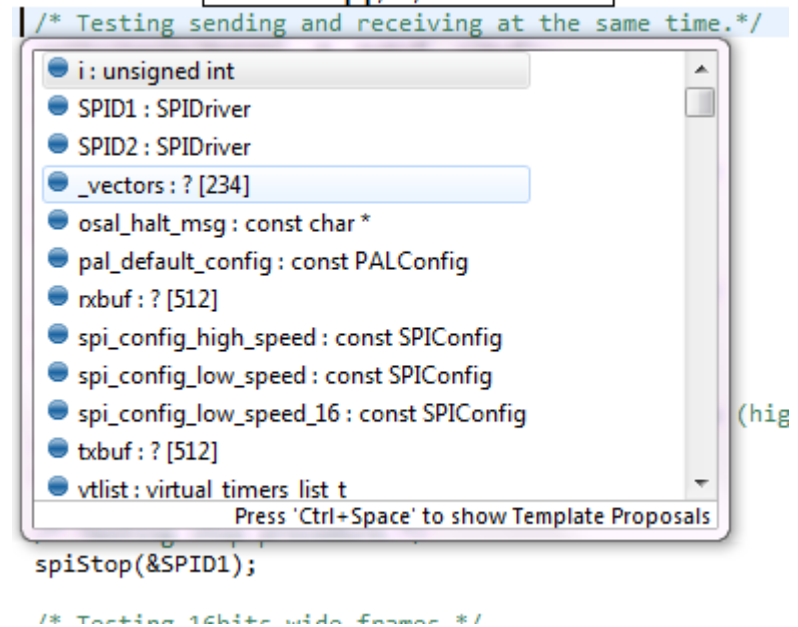 /* Testing sending and receiving at the same time.*/
i : unsigned int
SPID1 : SPIDriver
SPID2 : SPIDriver
_vectors : ? [234]
osal_halt_msg : const char *
pal_default_config : const PALConfig
rxbuf : ? [512]
spi_config_high_speed : const SPIConfig
spi_config_low_speed : const SPIConfig
spi_config_low_speed_16 : const SPIConfig
(hig
txbuf : ? [512]
vtlist : virtual_timers_list_t
Press 'Ctrl+Space' to show Template Proposals
spiStop(&SPID1);
/* Testing 16bits wide frames.*/